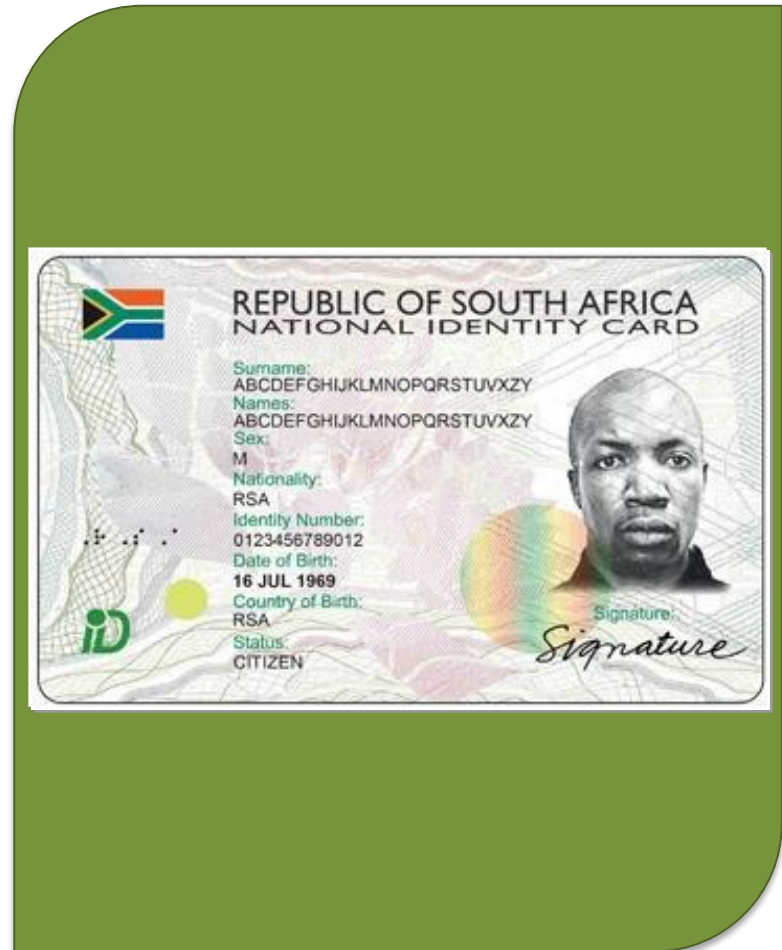 REPUBLIC OF SOUTH AFRICA
NATIONAL IDENTITY CARD
Surname:
ABCDEFGHIJKLMNOPQRSTUVXZY
Names:
ABCDEFGHIJKLMNOPQRSTUVXZY
Sex:
M
Nationality:
RSA
Identity Number:
0123456789012
Date of Birth:
16 JUL 1969
Country of Birth:
RSA
Status:
CITIZEN
iD
Signature:
Signature